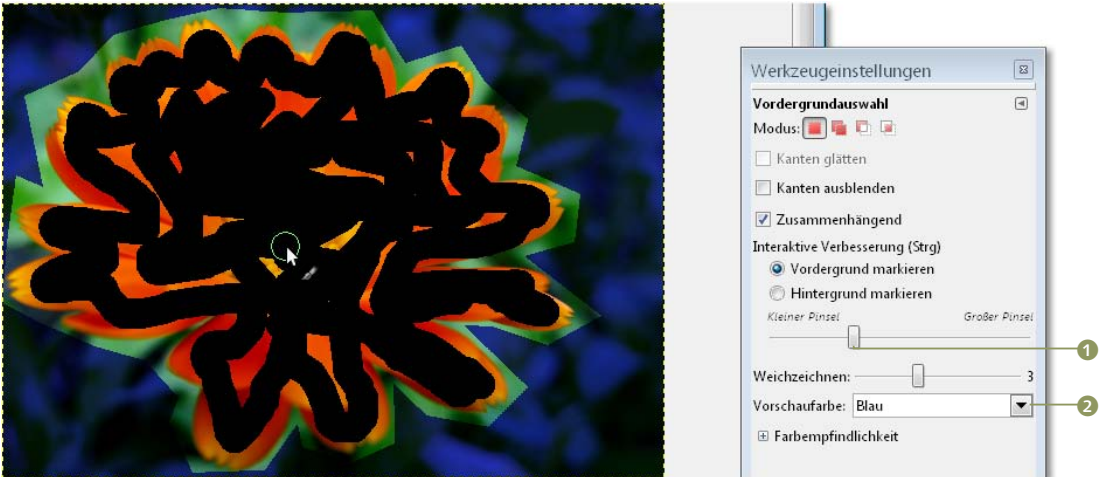 Werkzeugeinstellungen
Vordergrundauswahl
Modus:
Kanten glätten
Kanten ausblenden
Zusammenhängend
Interaktive Verbesserung (Strg)
Vordergrund markieren
Hintergrund markieren
Kleiner Pinsel Großer Pinsel
1
Weichzeichnen: 3
Vorschaufarbe: Blau
2
Farbempfindlichkeit